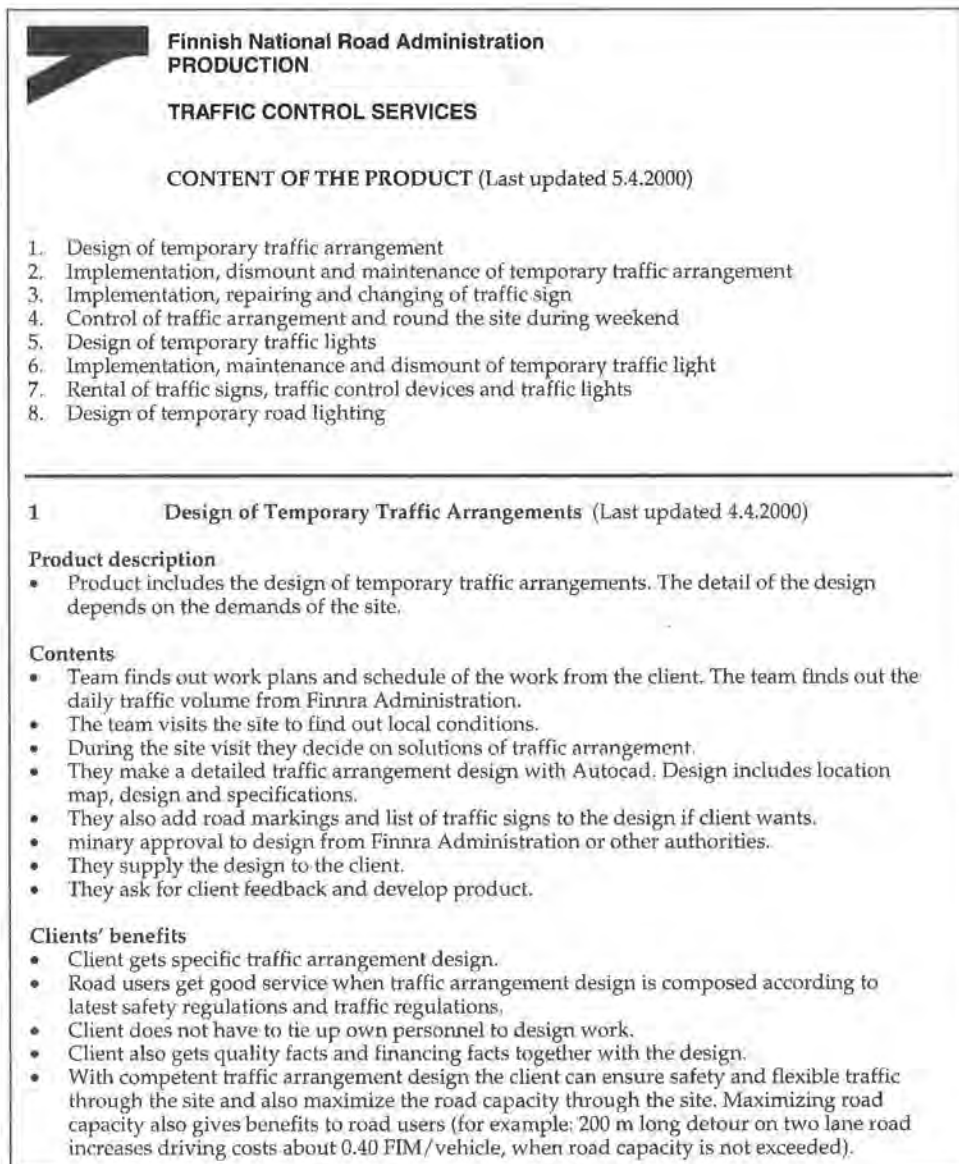 Finnish National Road Administration
PRODUCTION
TRAFFIC CONTROL SERVICES
CONTENT OF THE PRODUCT (Last updated 5.4.2000)
1. Design of temporary traffic arrangement
2. Implementation, dismount and maintenance of temporary traffic arrangement
3. Implementation, repairing and changing of traffic sign
4. Control of traffic arrangement and round the site during weekend
5. Design of temporary traffic lights
6. Implementation, maintenance and dismount of temporary traffic light
7. Rental of traffic signs, traffic control devices and traffic lights
8. Design of temporary road lighting
1 Design of Temporary Traffic Arrangements (Last updated 4.4.2000)
Product description
• Product includes the design of temporary traffic arrangements. The detail of the design
depends on the demands of the site.
Contents
• Team finds out work plans and schedule of the work from the client. The team finds out the
daily traffic volume from Finnra Administration.
• The team visits the site to find out local conditions.
• During the site visit they decide on solutions of traffic arrangement.
• They make a detailed traffic arrangement design with Autocad. Design includes location
map, design and specifications.
• They also add road markings and list of traffic signs to the design if client wants.
• minary approval to design from Finnra Administration or other authorities.
• They supply the design to the client.
• They ask for client feedback and develop product.
Clients' benefits
• Client gets specific traffic arrangement design.
• Road users get good service when traffic arrangement design is composed according to
latest safety regulations and traffic regulations.
• Client does not have to tie up own personnel to design work.
• Client also gets quality facts and financing facts together with the design.
• With competent traffic arrangement design the client can ensure safety and flexible traffic
through the site and also maximize the road capacity through the site. Maximizing road
capacity also gives benefits to road users (for example: 200 m long detour on two lane road
increases driving costs about 0.40 FIM/vehicle, when road capacity is not exceeded).